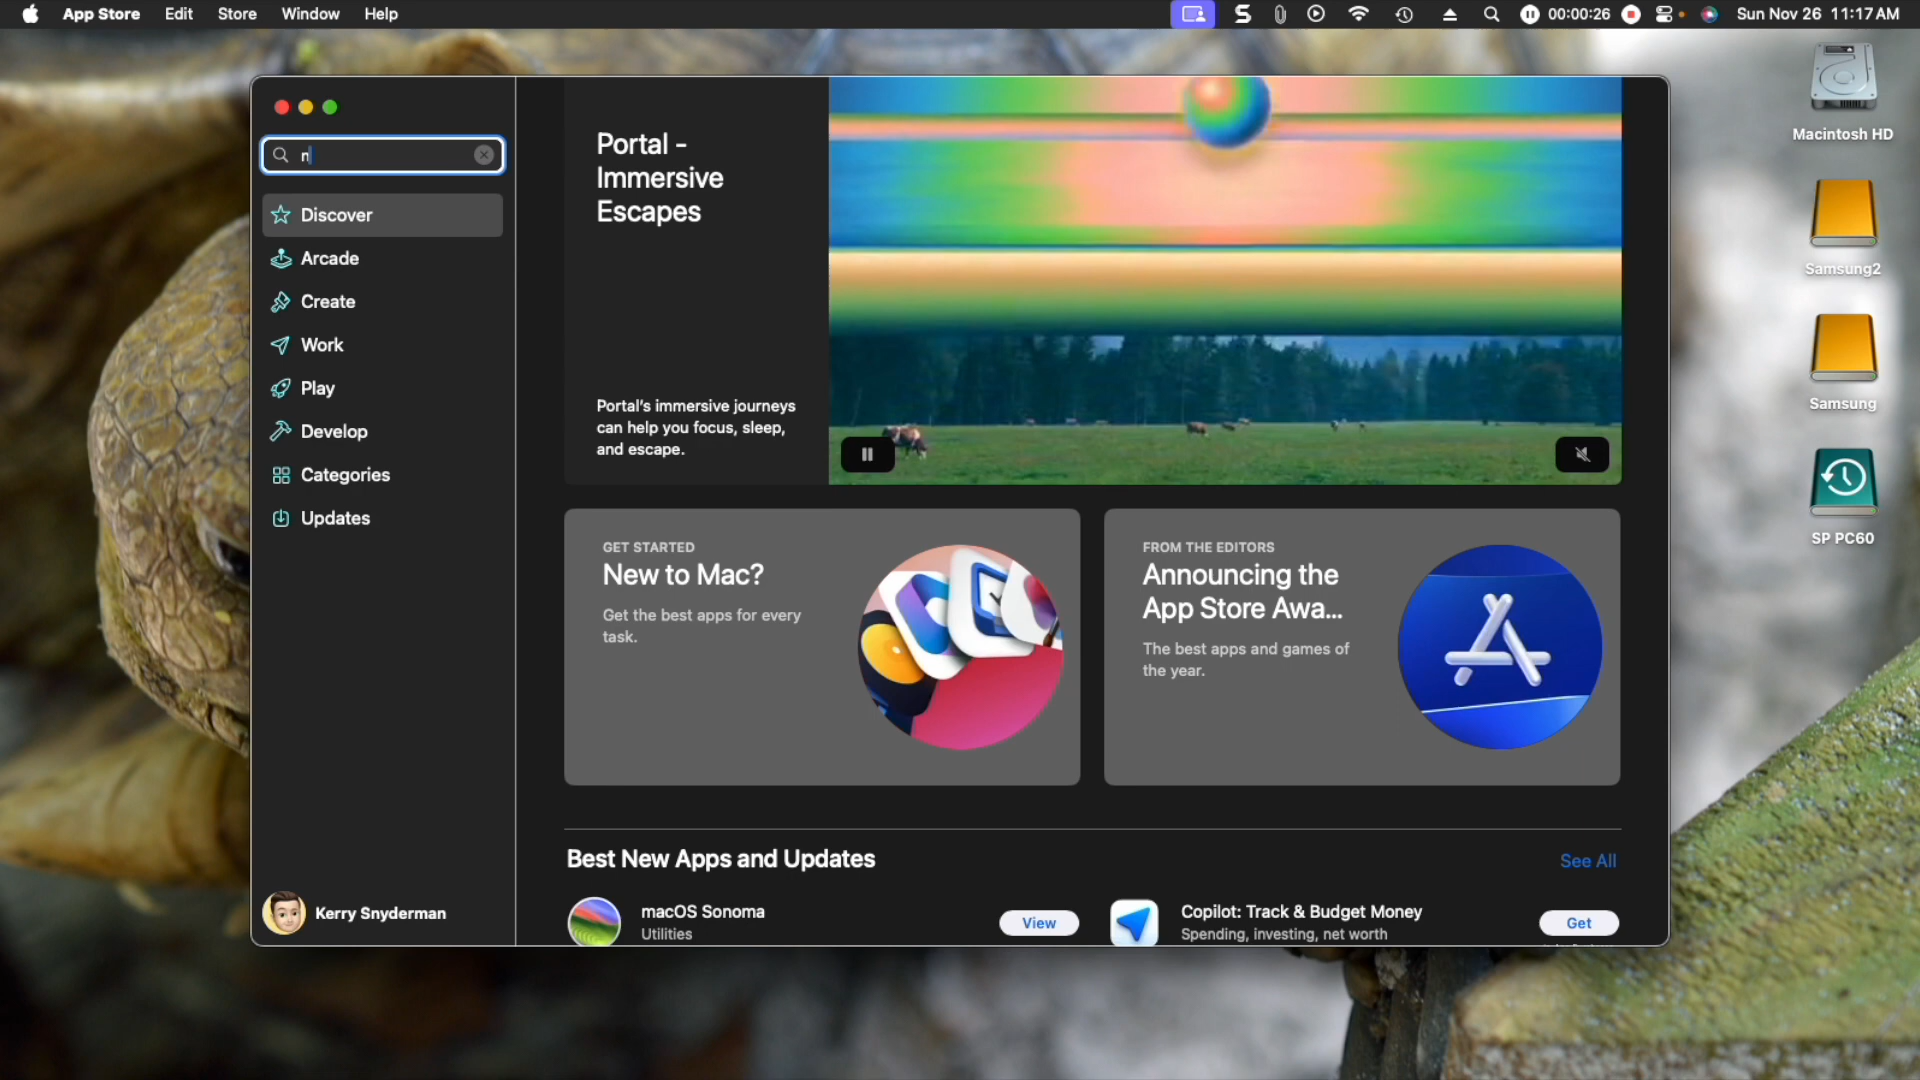 App Store Edit Store Window Help 00:00:26 Sun Nov 26 11:17 AM
n
Discover
Arcade
Create
Work
Play
Develop
Categories
Updates
Kerry Snyderman
Portal -
Immersive
Escapes
Portal's immersive journeys
can help you focus, sleep,
and escape.
GET STARTED
New to Mac?
Get the best apps for every
task.
FROM THE EDITORS
Announcing the
App Store Awa...
The best apps and games of
the year.
Best New Apps and Updates
See All
macOS Sonoma
Utilities
View
Copilot: Track & Budget Money
Spending, investing, net worth
Get
Macintosh HD
Samsung2
Samsung
SP PC60